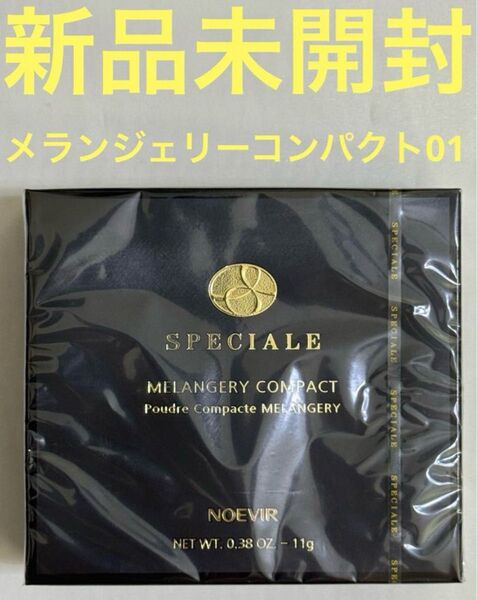 新品未開封
メランジェリーコンパクト01
SPECIALE
MELANGERY COMPACT
Poudre Compacte MELANGERY
NOEVIR
NET WT. 0.38 OZ. – 11g
SPECIALE
SPECIALE
SPECIALE
SPECIALE